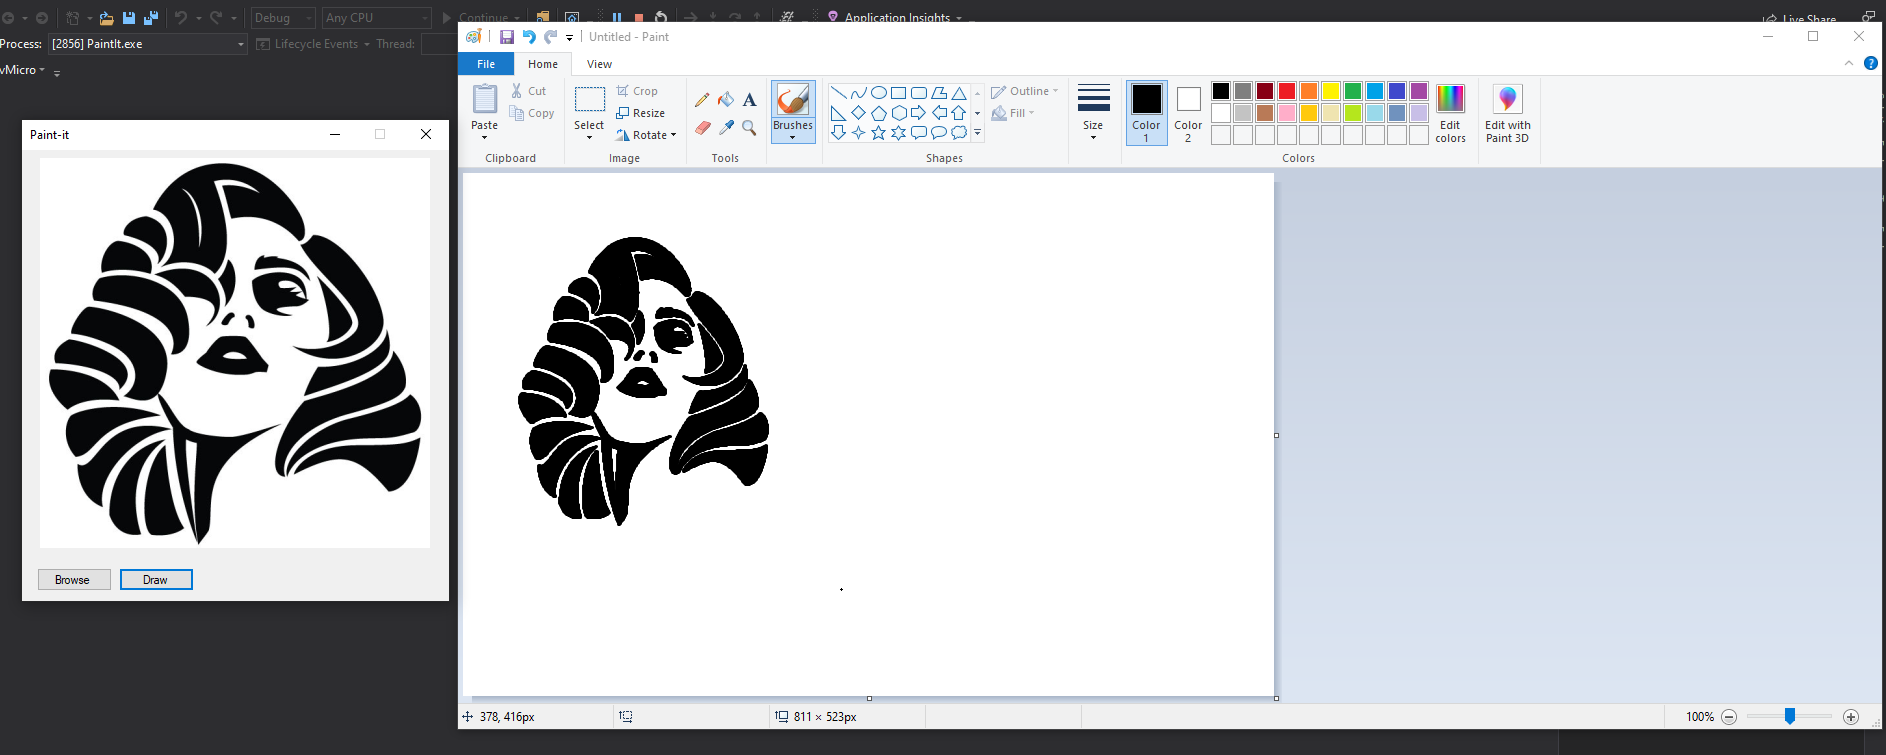 Debug Any CPU Continue Application Insights Live Share
Process: [2856] PaintIt.exe Lifecycle Events Thread:
vMicro
Untitled - Paint
File Home View
Paste Cut Copy Select Crop Resize Rotate Brushes Outline Fill Size Color 1 Color 2 Edit colors Edit with Paint 3D
Clipboard Image Tools Shapes Colors
Paint-it
Browse Draw
378, 416px 811 × 523px 100%